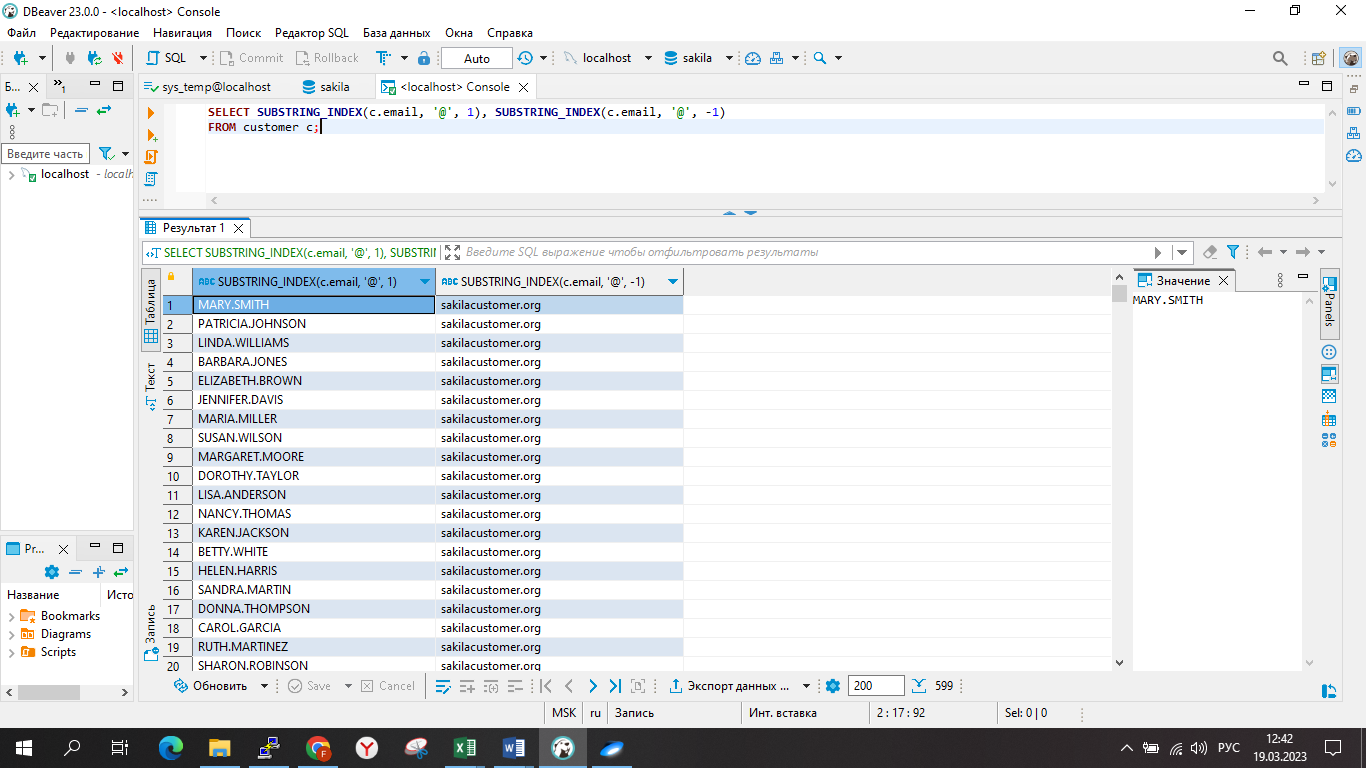 DBeaver 23.0.0 - <localhost> Console
Файл Редактирование Навигация Поиск Редактор SQL База данных Окна Справка
SQL Commit Rollback Auto localhost sakila
Б... »1 sys_temp@localhost sakila <localhost> Console
SELECT SUBSTRING_INDEX(c.email, '@', 1), SUBSTRING_INDEX(c.email, '@', -1)
FROM customer c;
Введите часть
localhost - localh
Результат 1
SELECT SUBSTRING_INDEX(c.email, '@', 1), SUBSTRIN Введите SQL выражение чтобы отфильтровать результаты
Таблица
Текст
Запись
ABC SUBSTRING_INDEX(c.email, '@', 1) ABC SUBSTRING_INDEX(c.email, '@', -1)
1 MARY.SMITH sakilacustomer.org
2 PATRICIA.JOHNSON sakilacustomer.org
3 LINDA.WILLIAMS sakilacustomer.org
4 BARBARA.JONES sakilacustomer.org
5 ELIZABETH.BROWN sakilacustomer.org
6 JENNIFER.DAVIS sakilacustomer.org
7 MARIA.MILLER sakilacustomer.org
8 SUSAN.WILSON sakilacustomer.org
9 MARGARET.MOORE sakilacustomer.org
10 DOROTHY.TAYLOR sakilacustomer.org
11 LISA.ANDERSON sakilacustomer.org
12 NANCY.THOMAS sakilacustomer.org
13 KAREN.JACKSON sakilacustomer.org
14 BETTY.WHITE sakilacustomer.org
15 HELEN.HARRIS sakilacustomer.org
16 SANDRA.MARTIN sakilacustomer.org
17 DONNA.THOMPSON sakilacustomer.org
18 CAROL.GARCIA sakilacustomer.org
19 RUTH.MARTINEZ sakilacustomer.org
20 SHARON.ROBINSON sakilacustomer.org
Значение
MARY.SMITH
Panels
Pr...
Название Исто
Bookmarks
Diagrams
Scripts
Обновить Save Cancel Экспорт данных ... 200 599
MSK ru Запись Инт. вставка 2 : 17 : 92 Sel: 0 | 0
РУС 12:42
19.03.2023